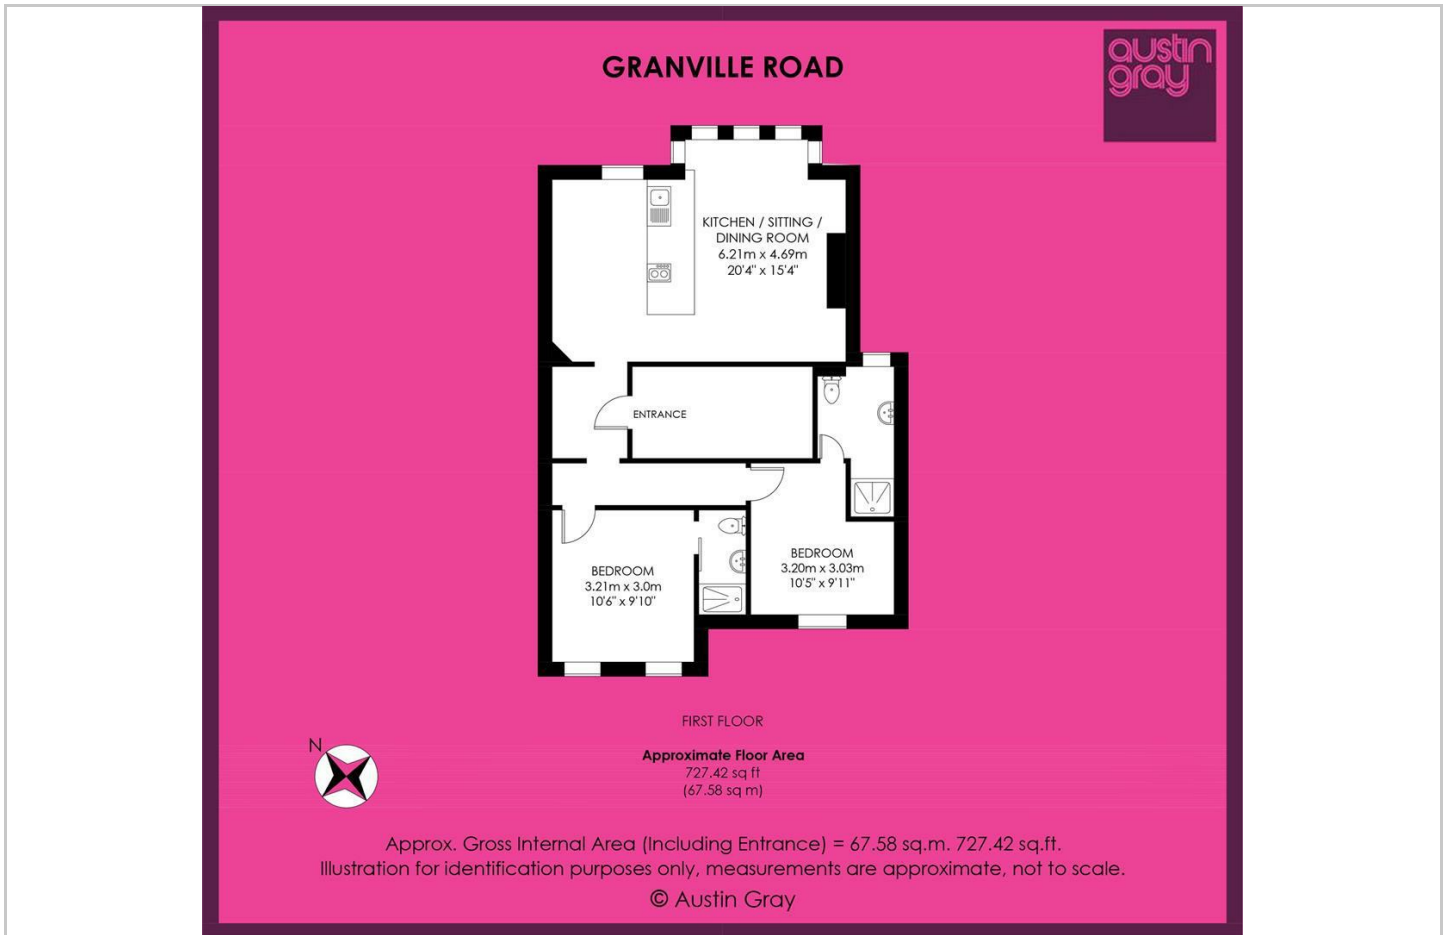 GRANVILLE ROAD
austin
gray
KITCHEN / SITTING /
DINING ROOM
6.21m x 4.69m
20'4" x 15'4"
ENTRANCE
BEDROOM
3.20m x 3.03m
10'5" x 9'11"
BEDROOM
3.21m x 3.0m
10'6" x 9'10"
FIRST FLOOR
N
Approximate Floor Area
727.42 sq ft
(67.58 sq m)
Approx. Gross Internal Area (Including Entrance) = 67.58 sq.m. 727.42 sq.ft.
Illustration for identification purposes only, measurements are approximate, not to scale.
© Austin Gray